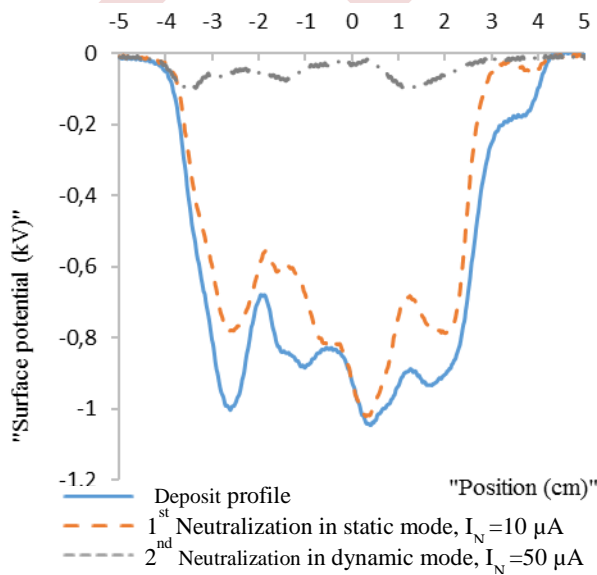 -5 -4 -3 -2 -1 0 1 2 3 4 5
0
-0,2
-0,4
-0,6
-0,8
-1
-1,2
"Surface potential (kV)"
"Position (cm)"
Deposit profile
1st Neutralization in static mode, IN =10 µA
2nd Neutralization in dynamic mode, IN =50 µA